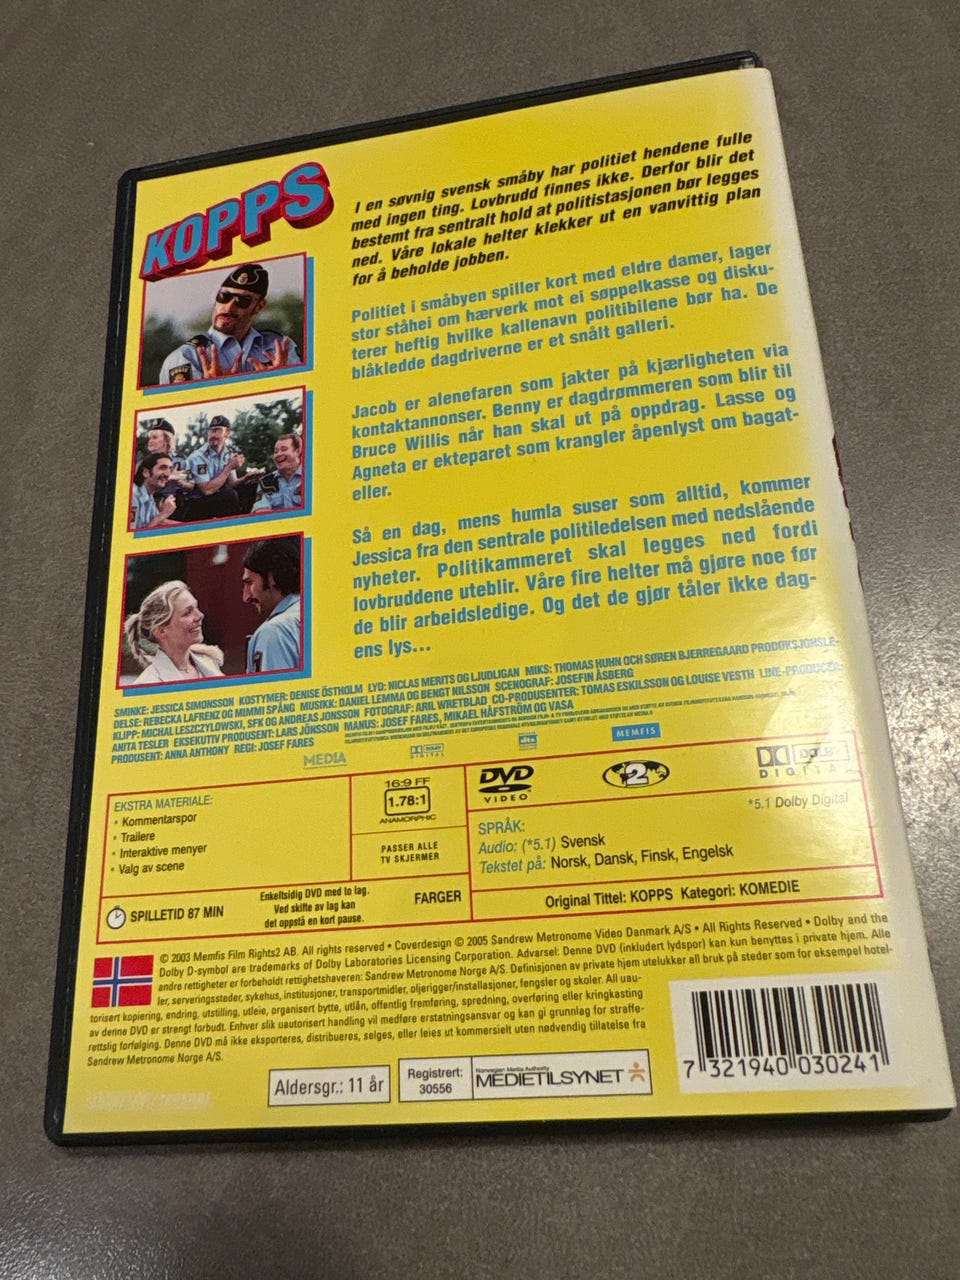 KOPPS
I en søvnig svensk småby har politiet hendene fulle
med ingen ting. Lovbrudd finnes ikke. Derfor blir det
bestemt fra sentralt hold at politistasjonen bør legges
ned. Våre lokale helter klekker ut en vanvittig plan
for å beholde jobben.
Politiet i småbyen spiller kort med eldre damer, lager
stor ståhei om hærverk mot ei søppelkasse og disku-
terer heftig hvilke kallenavn politibilene bør ha. De
blåkledde dagdriverne er et snålt galleri.
Jacob er alenefaren som jakter på kjærligheten via
kontaktannonser. Benny er dagdrømmeren som blir til
Bruce Willis når han skal ut på oppdrag. Lasse og
Agneta er ekteparet som krangler åpenlyst om bagat-
eller.
Så en dag, mens humla suser som alltid, kommer
Jessica fra den sentrale politiledelsen med nedslående
nyheter. Politikammeret skal legges ned fordi
lovbruddene uteblir. Våre fire helter må gjøre noe før
de blir arbeidsledige. Og det de gjør tåler ikke dag-
ens lys...
SMINKE: JESSICA SIMONSSON KOSTYMER: DENISE ÖSTHOLM LYD: NICLAS MERITS OG LJUDLIGAN MIKS: THOMAS HUHN OCH SØREN BJERREGAARD PRODUKSJONSLE-
DELSE: REBECKA LAFRENZ OG MIMMI SPÅNG MUSIKK: DANIEL LEMMA OG BENGT NILSSON SCENOGRAF: JOSEFIN ÅSBERG
KLIPP: MICHAL LESZCZYLOWSKI, SFK OG ANDREAS JONSSON FOTOGRAF: ARIL WRETBLAD CO-PRODUSENTER: TOMAS ESKILSSON OG LOUISE VESTH LINE-PRODUCER:
ANITA TESLER EKSEKUTIV PRODUSENT: LARS JÖNSSON MANUS: JOSEF FARES, MIKAEL HÅFSTRÖM OG VASA
PRODUSENT: ANNA ANTHONY REGI: JOSEF FARES
MEDIA
DOLBY DIGITAL
dts
MEMFIS
EKSTRA MATERIALE:
• Kommentarspor
• Trailere
• Interaktive menyer
• Valg av scene
16:9 FF
1.78:1
ANAMORPHIC
PASSER ALLE
TV SKJERMER
DVD
VIDEO
2
DOLBY
DIGITAL
*5.1 Dolby Digital
SPRÅK:
Audio: (*5.1) Svensk
Tekstet på: Norsk, Dansk, Finsk, Engelsk
SPILLETID 87 MIN
Enkeltsidig DVD med to lag.
Ved skifte av lag kan
det oppstå en kort pause.
FARGER
Original Tittel: KOPPS Kategori: KOMEDIE
© 2003 Memfis Film Rights2 AB. All rights reserved • Coverdesign © 2005 Sandrew Metronome Video Danmark A/S • All Rights Reserved • Dolby and the
Dolby D-symbol are trademarks of Dolby Laboratories Licensing Corporation. Advarsel: Denne DVD (inkludert lydspor) kan kun benyttes i private hjem. Alle
andre rettigheter er forbeholdt rettighetshaveren: Sandrew Metronome Norge A/S. Definisjonen av private hjem utelukker all bruk på steder som for eksempel hotel-
ler, serveringssteder, sykehus, institusjoner, transportmidler, oljerigger/installasjoner, fengsler og skoler. All uau-
torisert kopiering, endring, utstilling, utleie, organisert bytte, utlån, offentlig fremføring, spredning, overføring eller kringkasting
av denne DVD er strengt forbudt. Enhver slik uautorisert handling vil medføre erstatningsansvar og kan gi grunnlag for straffe-
rettslig forfølging. Denne DVD må ikke eksporteres, distribueres, selges, eller leies ut kommersielt uten nødvendig tillatelse fra
Sandrew Metronome Norge A/S.
Aldersgr.: 11 år
Registrert:
30556
Norwegian Media Authority
MEDIETILSYNET
7 321940 030241